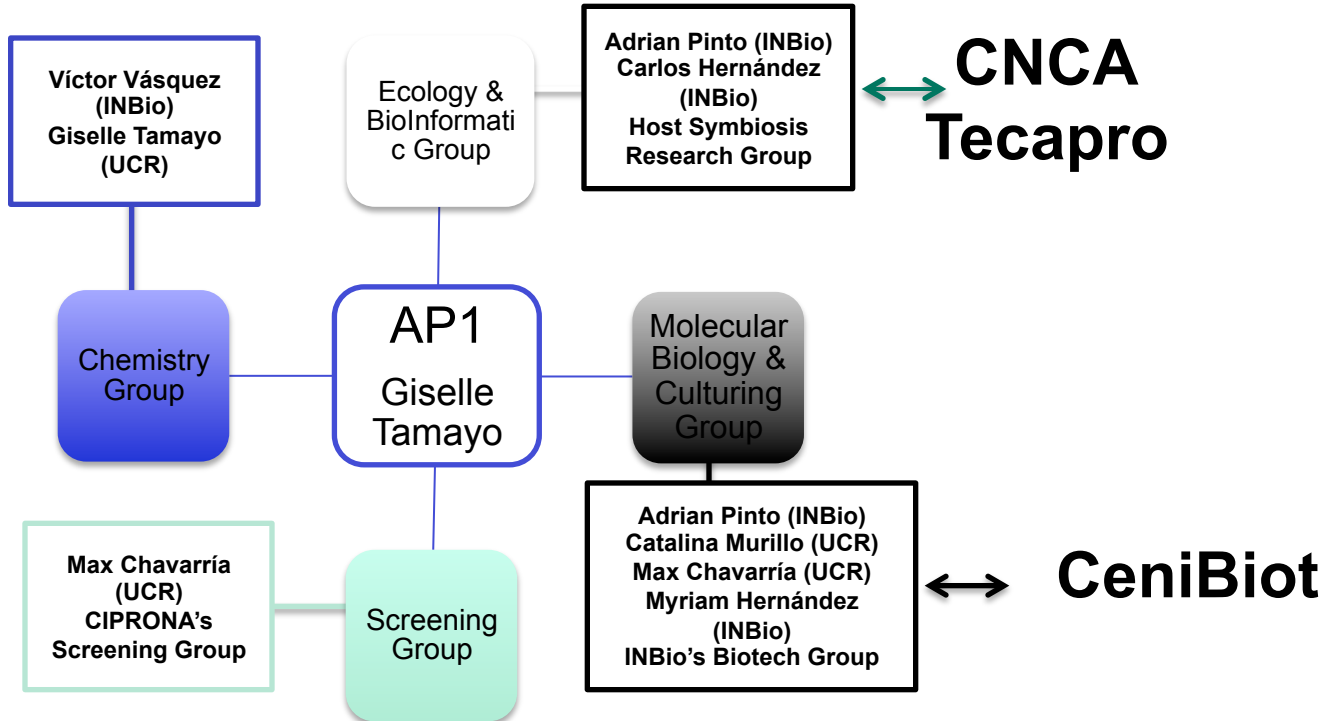 Víctor Vásquez
(INBio)
Giselle Tamayo
(UCR)
Ecology &
BioInformati
c Group
Adrian Pinto (INBio)
Carlos Hernández
(INBio)
Host Symbiosis
Research Group
CNCA
Tecapro
Chemistry
Group
AP1
Giselle
Tamayo
Molecular
Biology &
Culturing
Group
Max Chavarría
(UCR)
CIPRONA’s
Screening Group
Screening
Group
Adrian Pinto (INBio)
Catalina Murillo (UCR)
Max Chavarría (UCR)
Myriam Hernández
(INBio)
INBio’s Biotech Group
CeniBiot